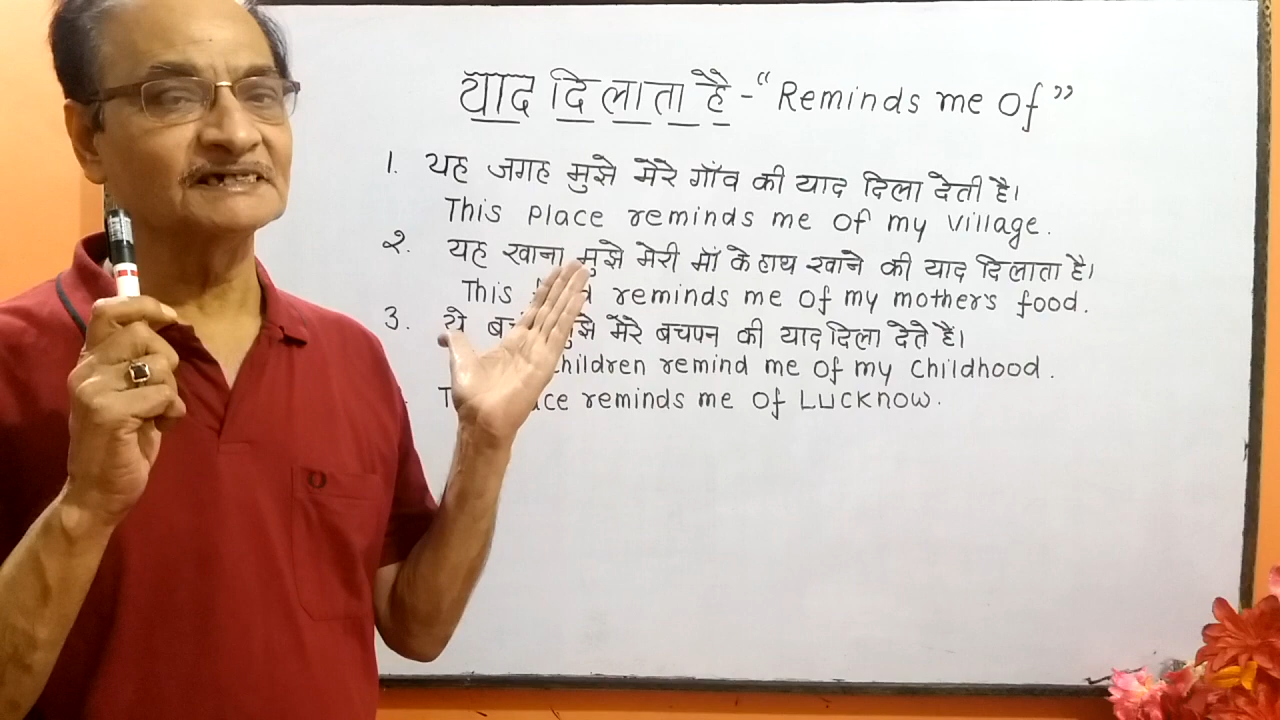 याद दिलाता है - "Reminds me of"
1. यह जगह मुझे मेरे गाँव की याद दिला देती है।
This place reminds me of my village.
२. यह खाना मुझे मेरी माँ के हाथ खाने की याद दिलाता है।
This reminds me of my mother's food.
3. ये मुझे मेरे बचपन की याद दिला देते हैं।
children remind me of my childhood.
reminds me of Lucknow.